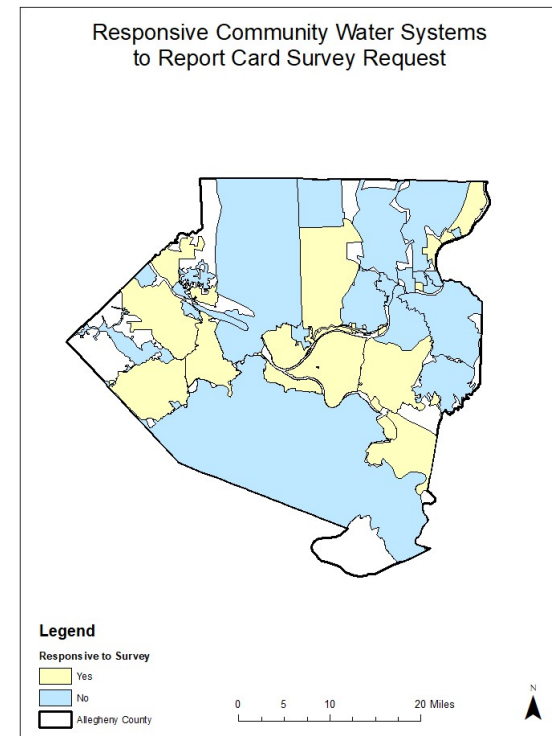 Responsive Community Water Systems
to Report Card Survey Request
Legend
Responsive to Survey
Yes
No
Allegheny County
0 5 10 20 Miles
N